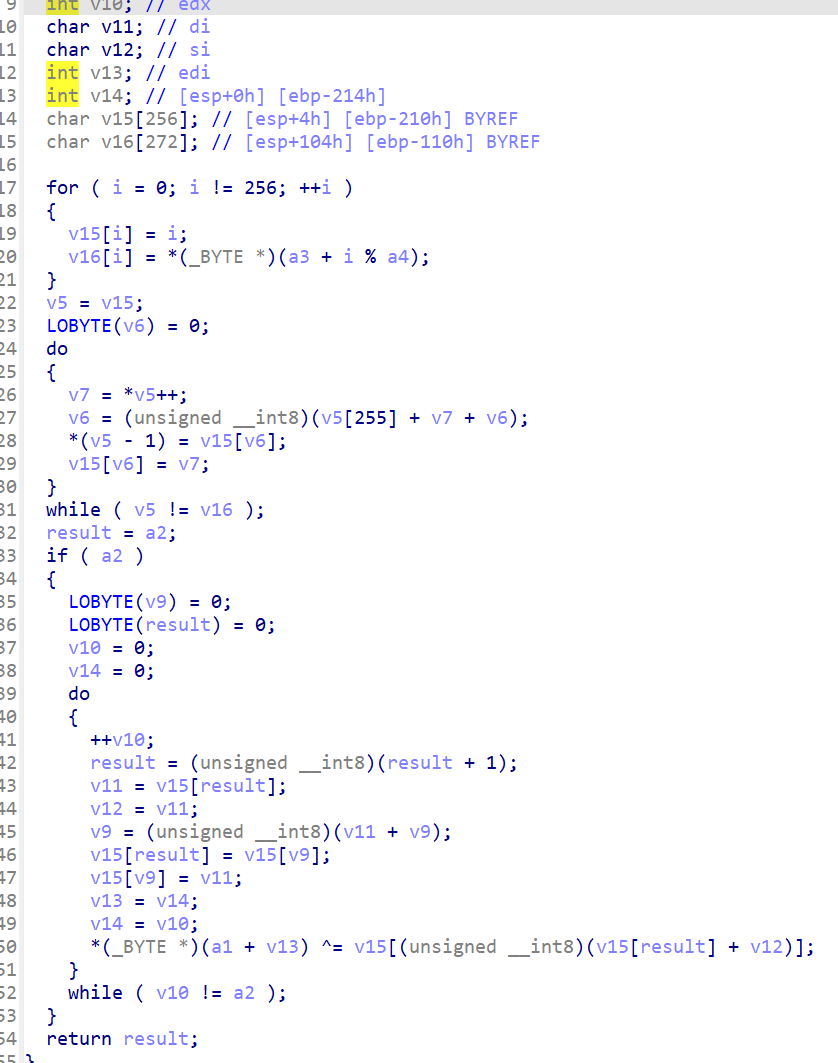 9 int v10; // edx
10 char v11; // di
11 char v12; // si
12 int v13; // edi
13 int v14; // [esp+0h] [ebp-214h]
14 char v15[256]; // [esp+4h] [ebp-210h] BYREF
15 char v16[272]; // [esp+104h] [ebp-110h] BYREF
16
17 for ( i = 0; i != 256; ++i )
18 {
19 v15[i] = i;
20 v16[i] = *(_BYTE *)(a3 + i % a4);
21 }
22 v5 = v15;
23 LOBYTE(v6) = 0;
24 do
25 {
26 v7 = *v5++;
27 v6 = (unsigned __int8)(v5[255] + v7 + v6);
28 *(v5 - 1) = v15[v6];
29 v15[v6] = v7;
30 }
31 while ( v5 != v16 );
32 result = a2;
33 if ( a2 )
34 {
35 LOBYTE(v9) = 0;
36 LOBYTE(result) = 0;
37 v10 = 0;
38 v14 = 0;
39 do
40 {
41 ++v10;
42 result = (unsigned __int8)(result + 1);
43 v11 = v15[result];
44 v12 = v11;
45 v9 = (unsigned __int8)(v11 + v9);
46 v15[result] = v15[v9];
47 v15[v9] = v11;
48 v13 = v14;
49 v14 = v10;
50 *(_BYTE *)(a1 + v13) ^= v15[(unsigned __int8)(v15[result] + v12)];
51 }
52 while ( v10 != a2 );
53 }
54 return result;
55 }